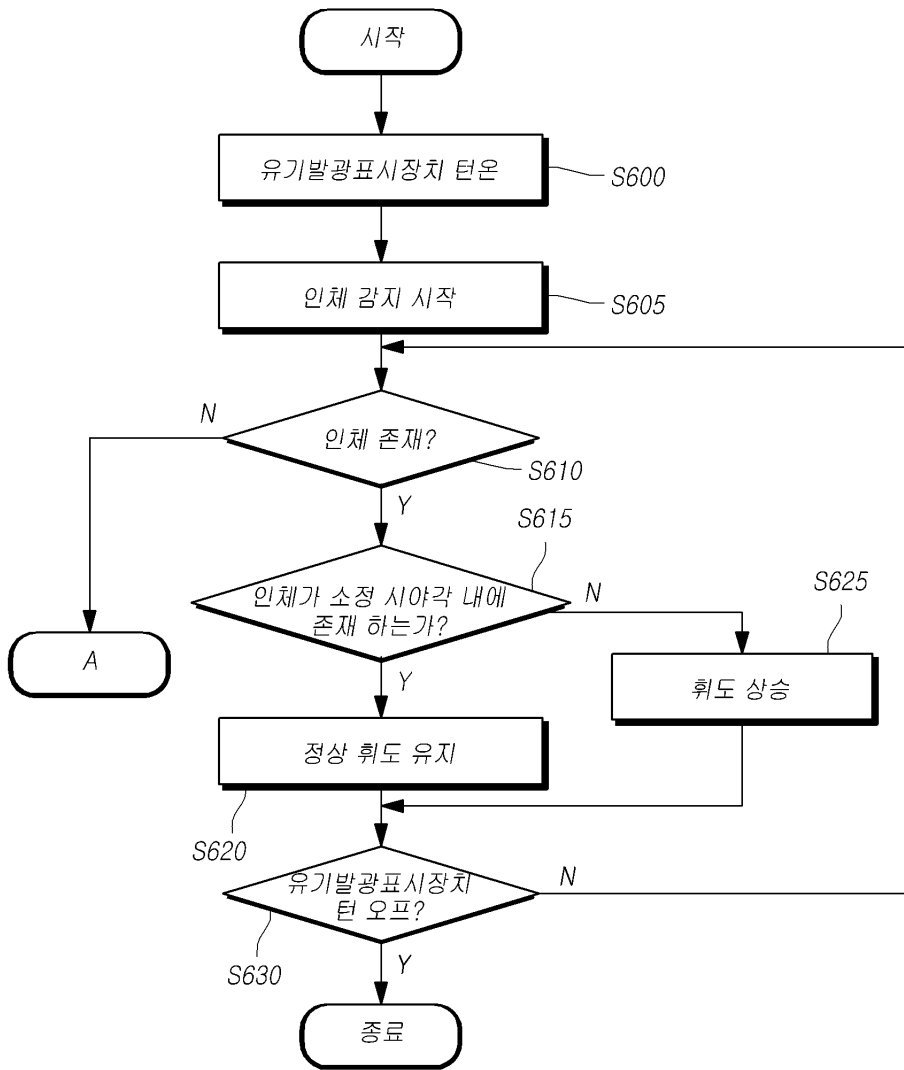 시작
유기발광표시장치 턴온
S600
인체 감지 시작
S605
N
인체 존재?
S610
Y
S615
인체가 소정 시야각 내에
존재 하는가?
N
S625
A
Y
휘도 상승
정상 휘도 유지
S620
유기발광표시장치
턴 오프?
N
S630
Y
종료